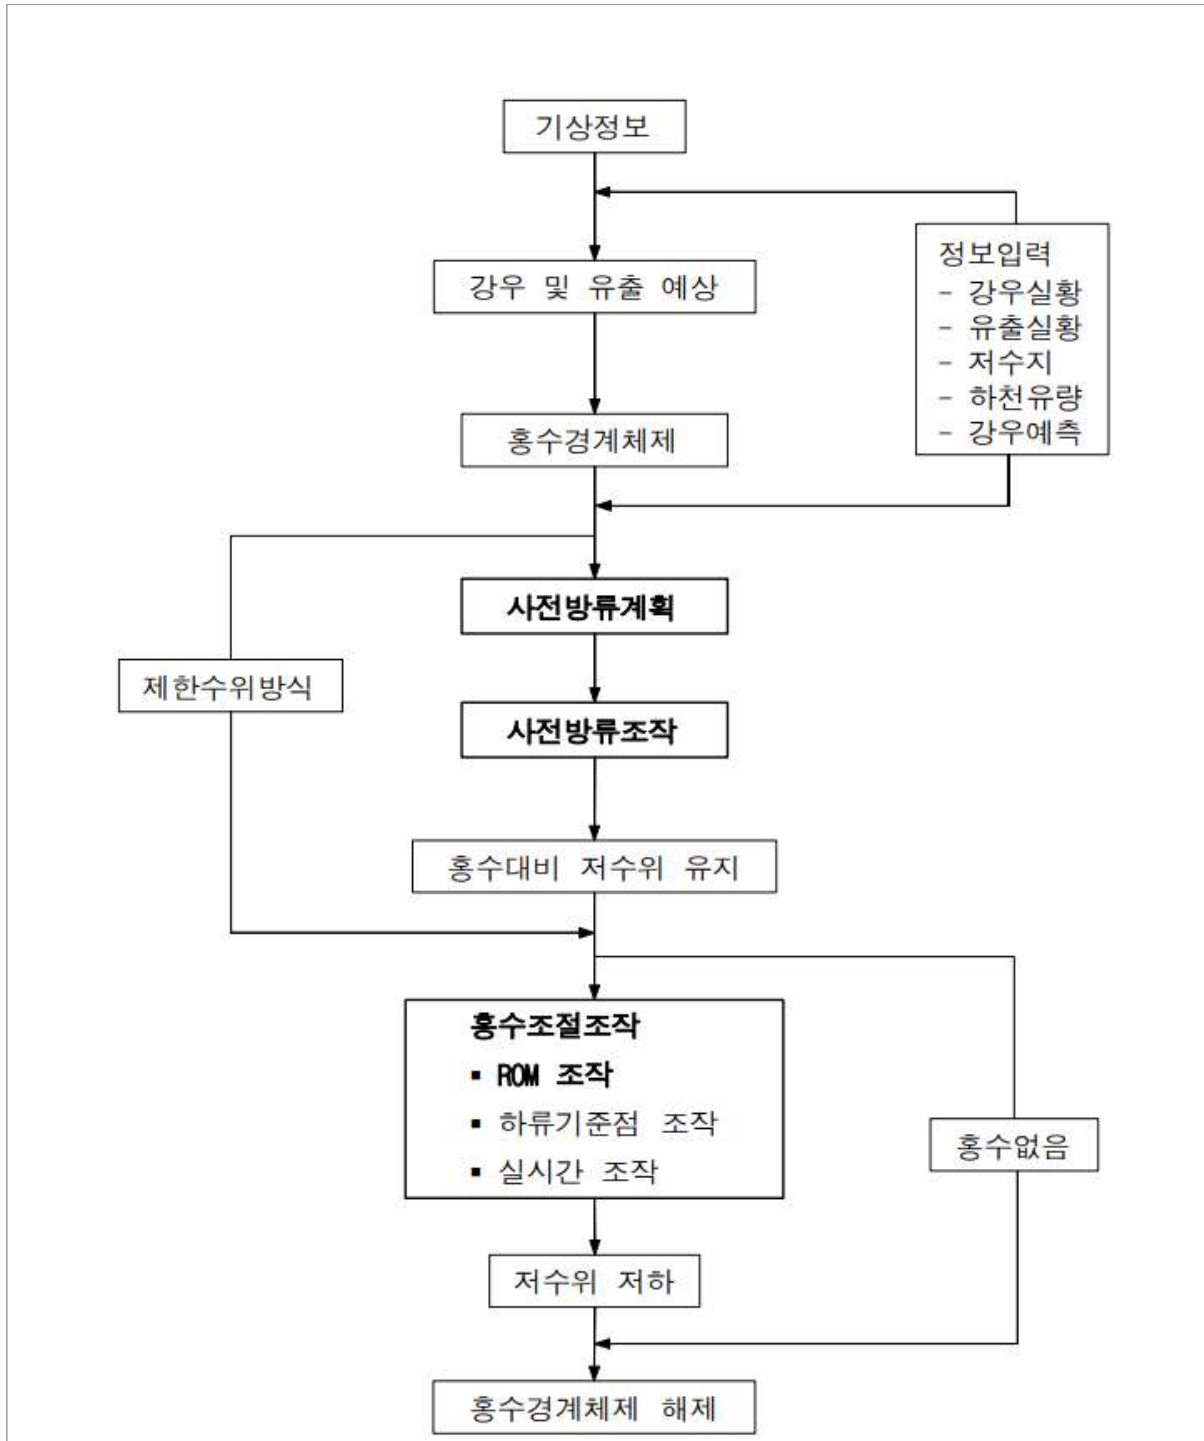 기상정보
강우 및 유출 예상
정보입력
- 강우실황
- 유출실황
- 저수지
- 하천유량
- 강우예측
홍수경계체제
사전방류계획
제한수위방식
사전방류조작
홍수대비 저수위 유지
홍수조절조작
▪ ROM 조작
▪ 하류기준점 조작
▪ 실시간 조작
홍수없음
저수위 저하
홍수경계체제 해제